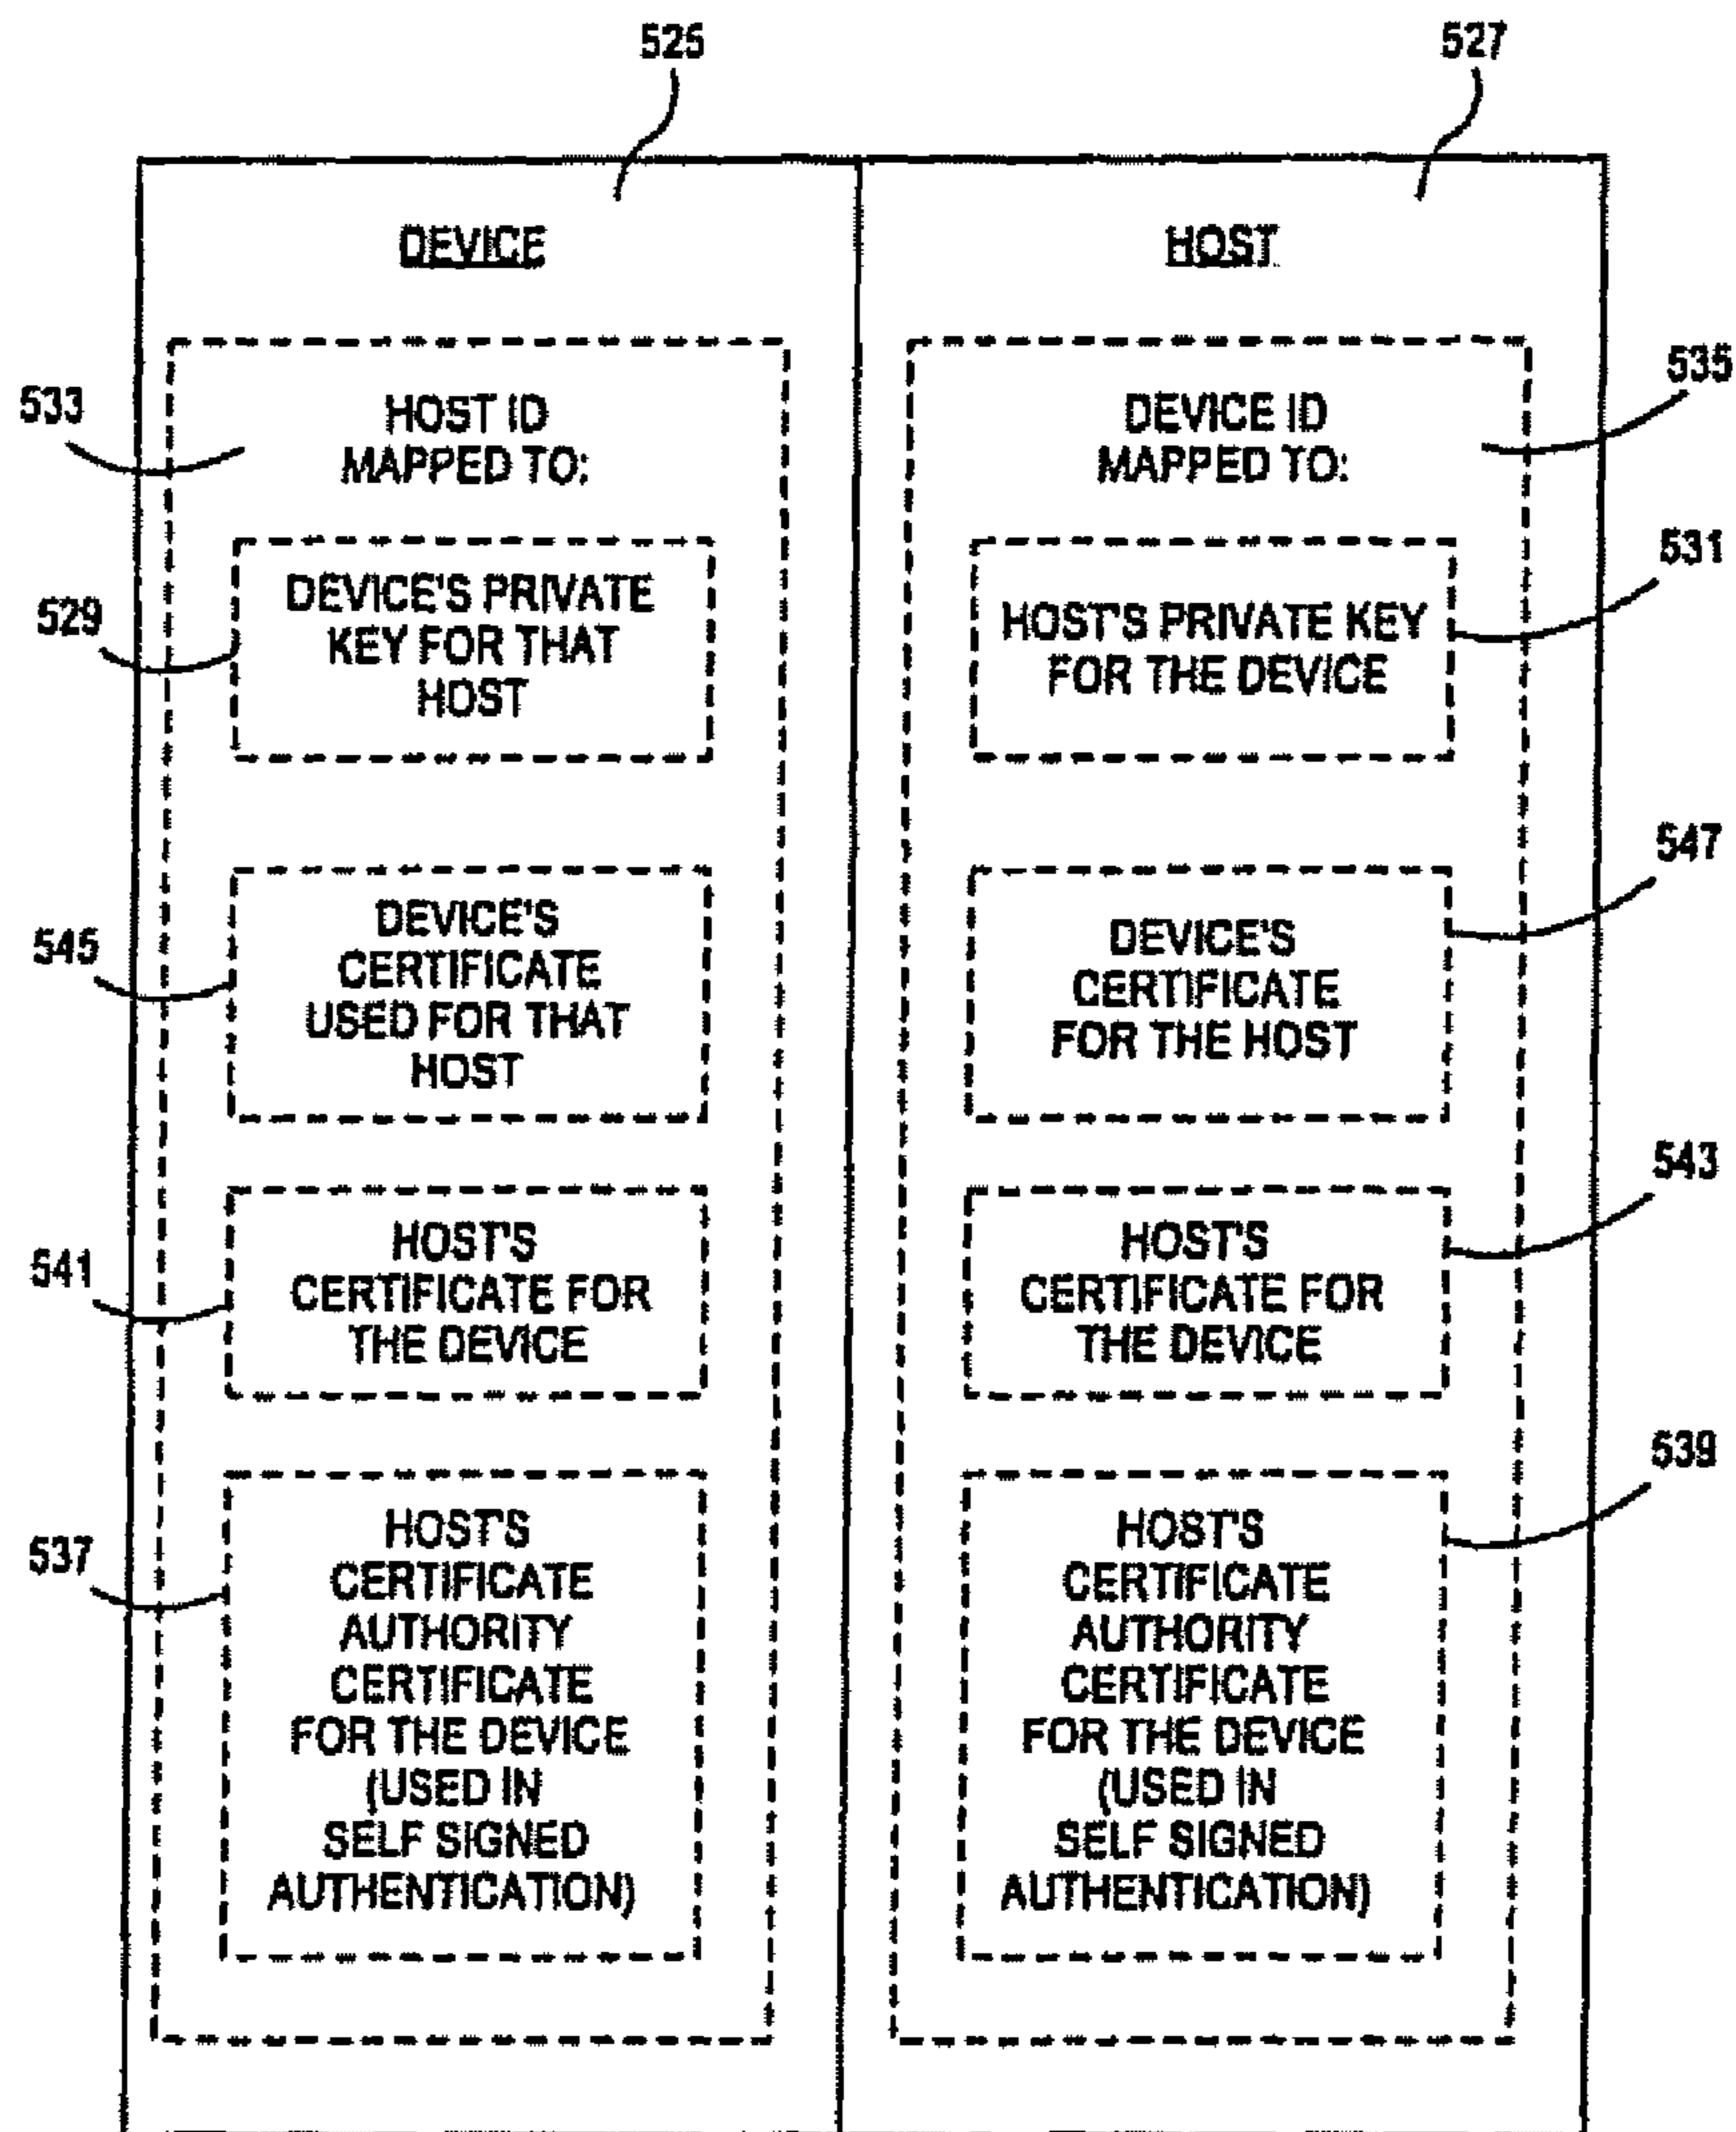 525
527
DEVICE
HOST
533
HOST ID
MAPPED TO:
529
DEVICE'S PRIVATE
KEY FOR THAT
HOST
545
DEVICE'S
CERTIFICATE
USED FOR THAT
HOST
541
HOST'S
CERTIFICATE FOR
THE DEVICE
537
HOST'S
CERTIFICATE
AUTHORITY
CERTIFICATE
FOR THE DEVICE
(USED IN
SELF SIGNED
AUTHENTICATION)
535
DEVICE ID
MAPPED TO:
531
HOST'S PRIVATE KEY
FOR THE DEVICE
547
DEVICE'S
CERTIFICATE
FOR THE HOST
543
HOST'S
CERTIFICATE FOR
THE DEVICE
539
HOST'S
CERTIFICATE
AUTHORITY
CERTIFICATE
FOR THE DEVICE
(USED IN
SELF SIGNED
AUTHENTICATION)